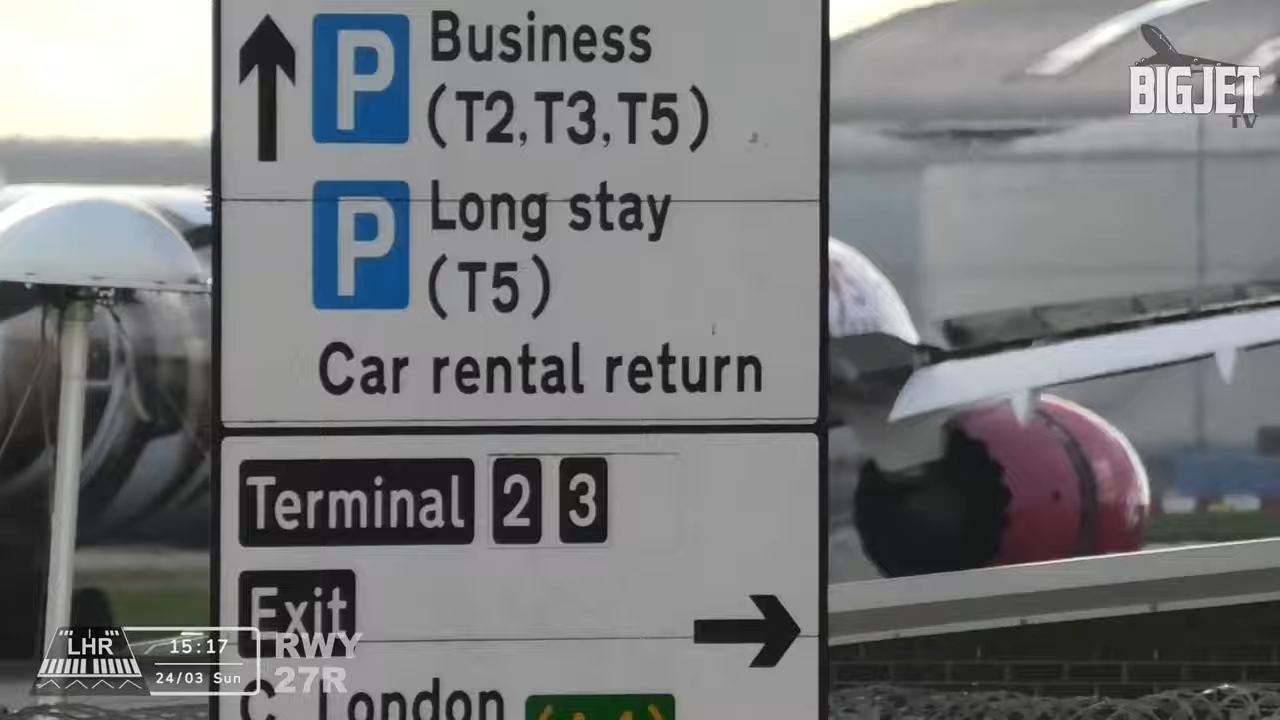 P Business
(T2, T3, T5)
P Long stay
(T5)
Car rental return
Terminal 2 3
Exit
C. London
BIGJET
TV
LHR
15:17
24/03 Sun
RWY
27R